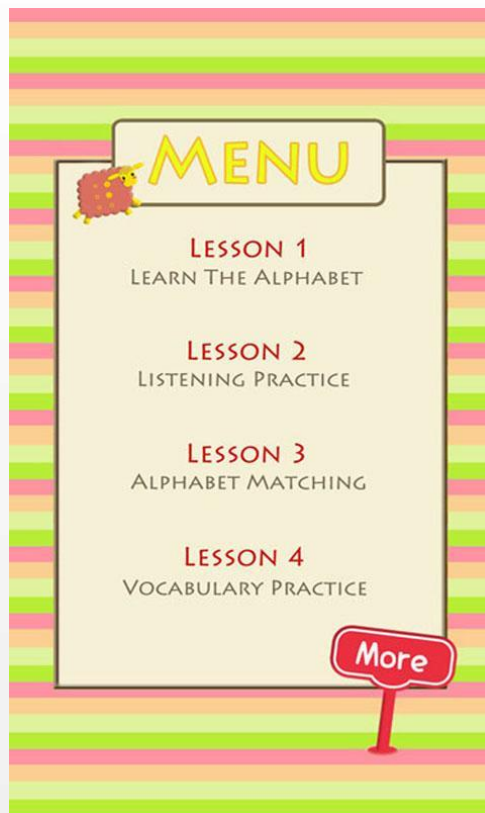 MENU
LESSON 1
LEARN THE ALPHABET
LESSON 2
LISTENING PRACTICE
LESSON 3
ALPHABET MATCHING
LESSON 4
VOCABULARY PRACTICE
More